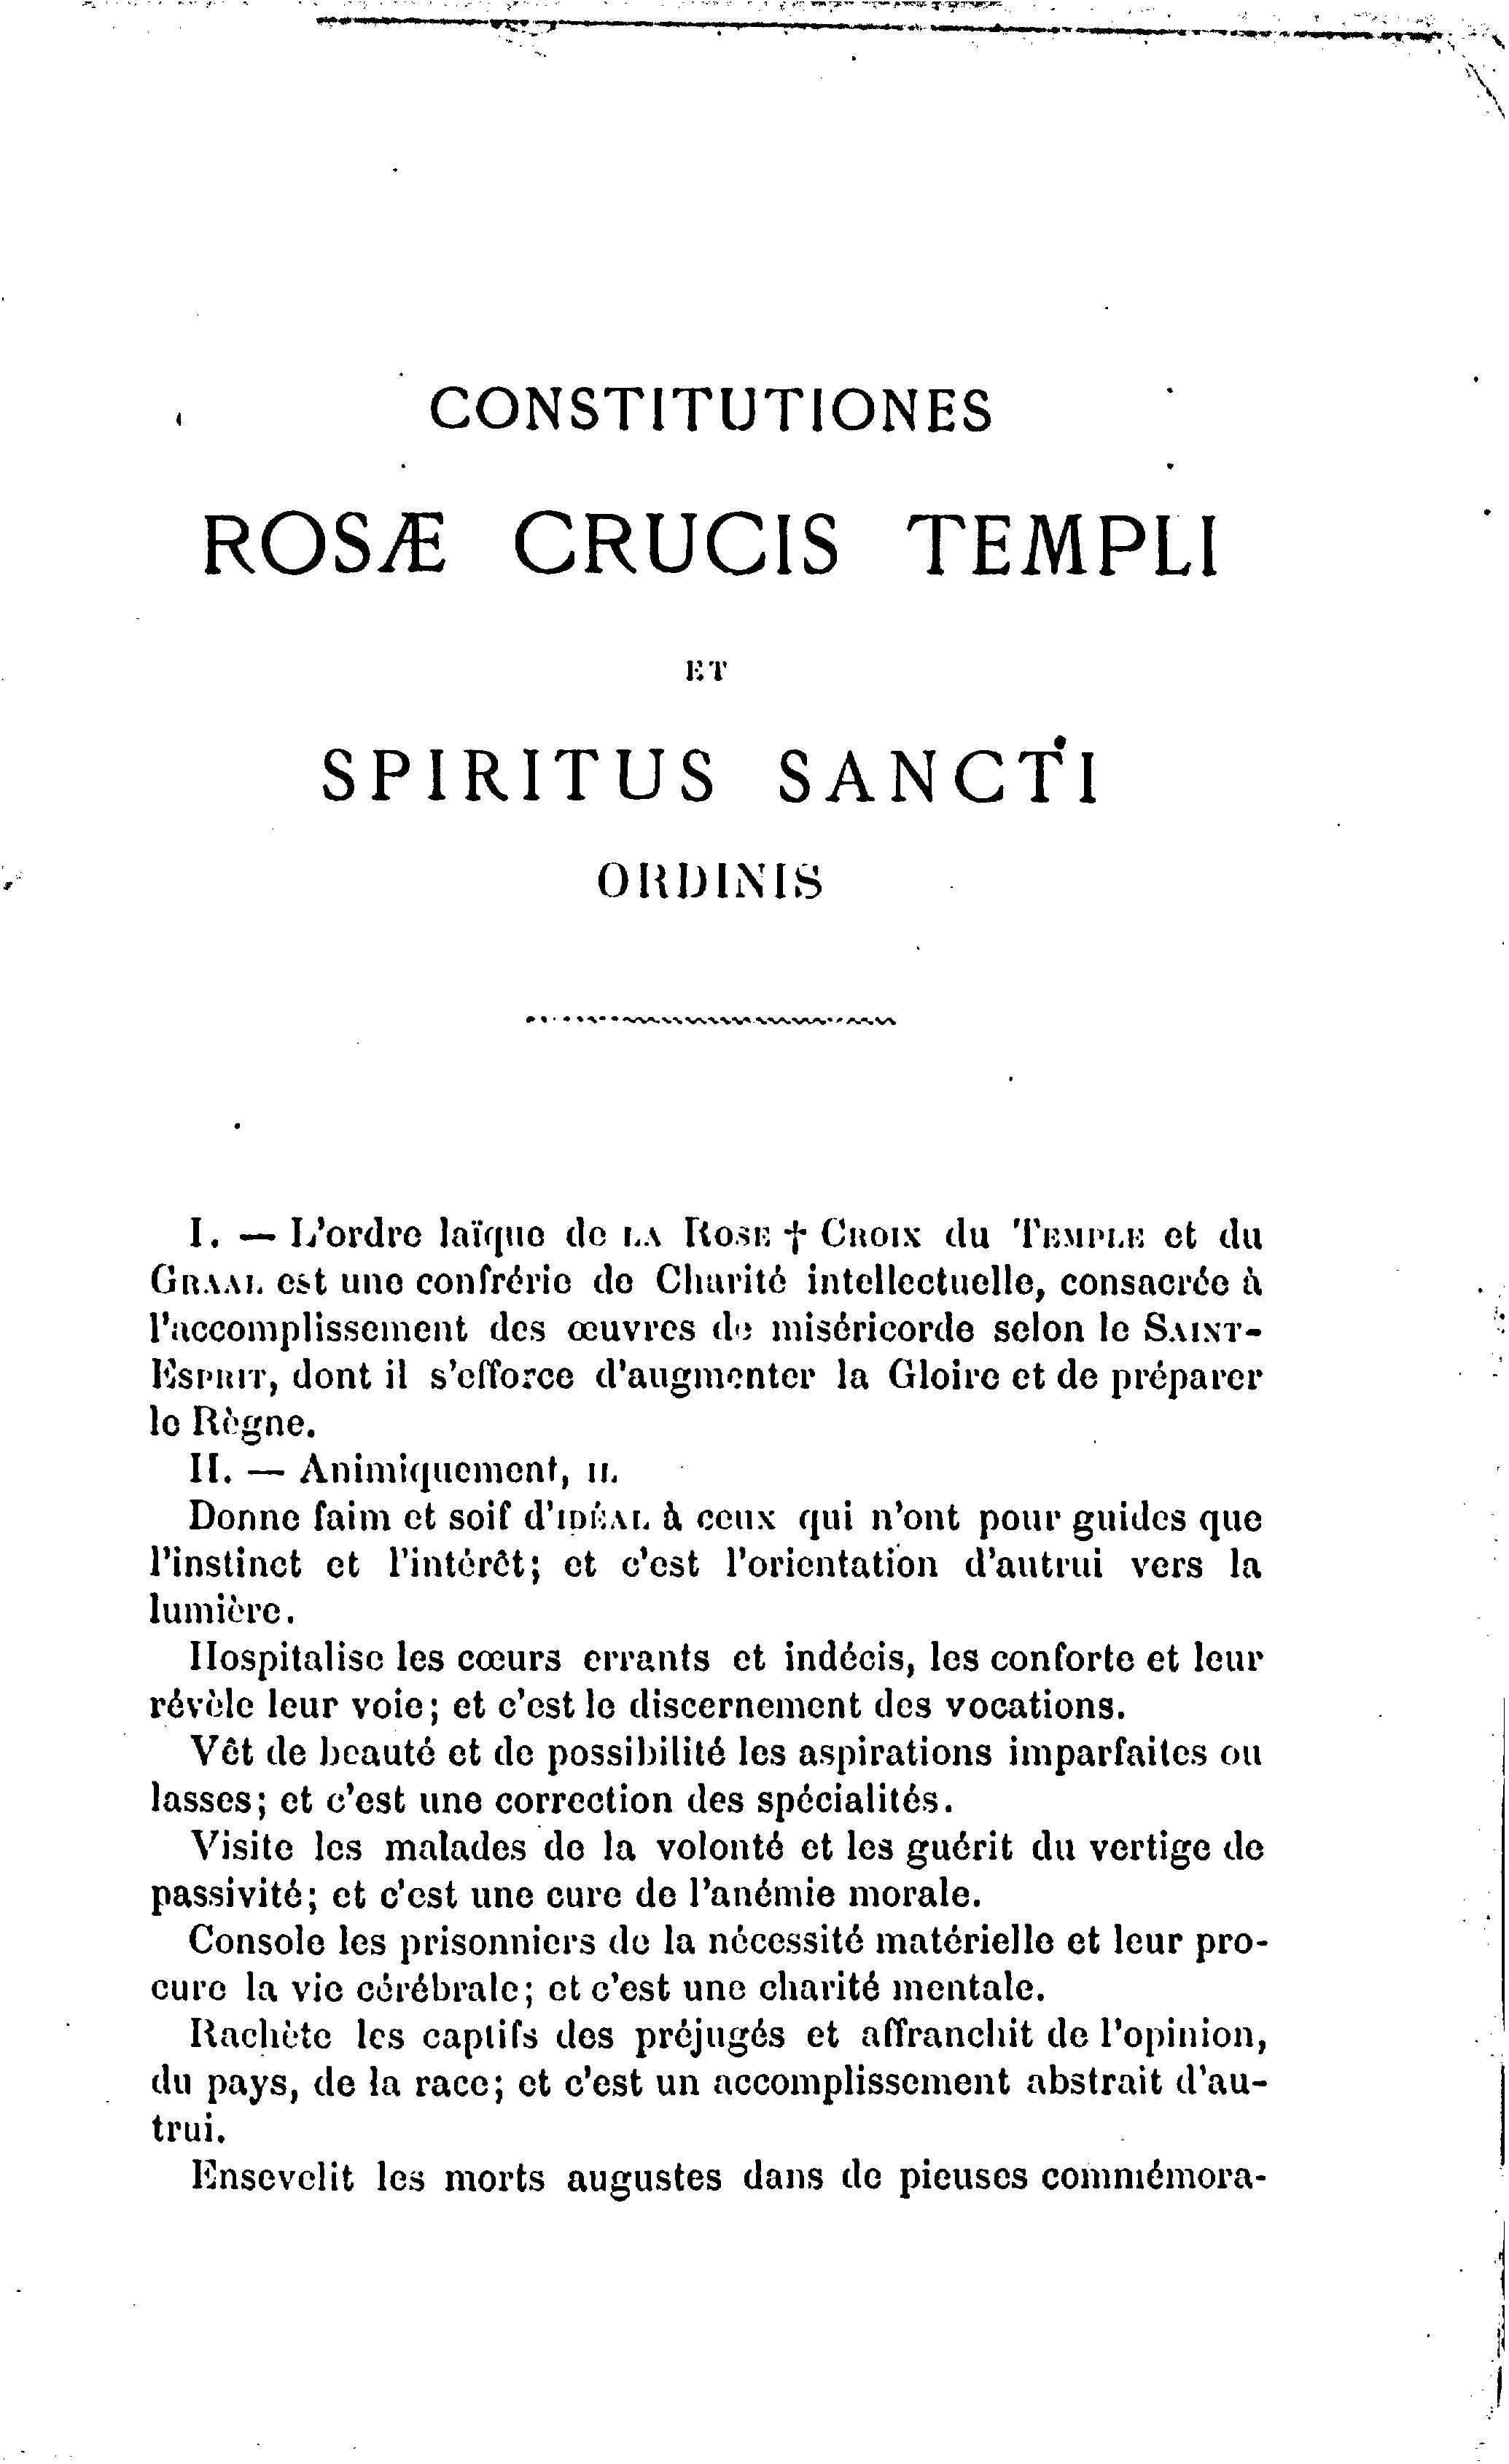 CONSTITUTIONES
ROSÆ CRUCIS TEMPLI
ET
SPIRITUS SANCTI
ORDINIS
I. — L'ordre laïque de LA ROSE † CROIX du TEMPLE et du
GRAAL est une confrérie de Charité intellectuelle, consacrée à
l'accomplissement des œuvres de miséricorde selon le SAINT-
ESPRIT, dont il s'efforce d'augmenter la Gloire et de préparer
le Règne.
II. — Animiquement, IL
Donne faim et soif d'IDÉAL à ceux qui n'ont pour guides que
l'instinct et l'intérêt; et c'est l'orientation d'autrui vers la
lumière.
Hospitalise les cœurs errants et indécis, les conforte et leur
révèle leur voie; et c'est le discernement des vocations.
Vêt de beauté et de possibilité les aspirations imparfaites ou
lasses; et c'est une correction des spécialités.
Visite les malades de la volonté et les guérit du vertige de
passivité; et c'est une cure de l'anémie morale.
Console les prisonniers de la nécessité matérielle et leur pro-
cure la vie cérébrale; et c'est une charité mentale.
Rachète les captifs des préjugés et affranchit de l'opinion,
du pays, de la race; et c'est un accomplissement abstrait d'au-
trui.
Ensevelit les morts augustes dans de pieuses commémora-